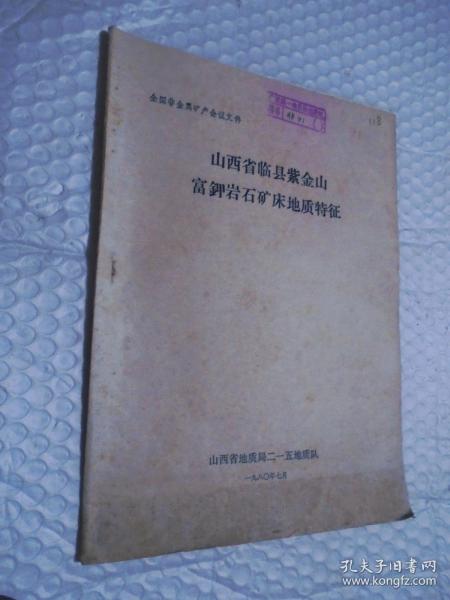 全国非金属矿产会议文件
118
山西省临县紫金山
富鉀岩石矿床地质特征
山西省地质局二一五地质队
一九八〇年七月
孔夫子旧书网
www.kongfz.com